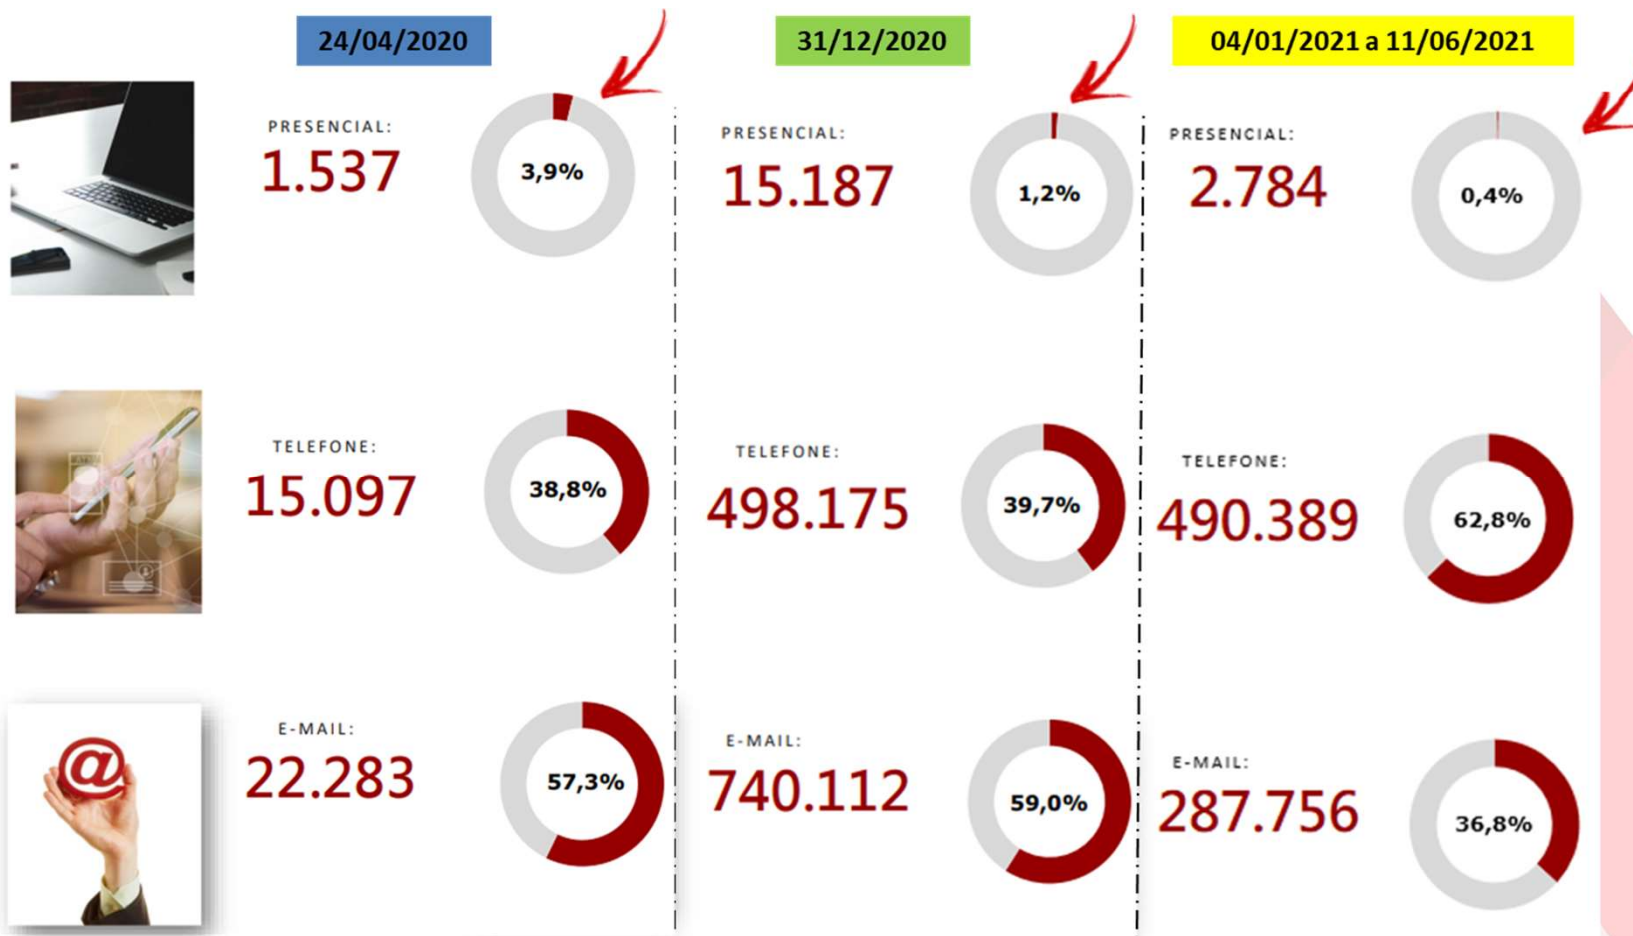 24/04/2020
31/12/2020
04/01/2021 a 11/06/2021
PRESENCIAL:
1.537
3,9%
PRESENCIAL:
15.187
1,2%
PRESENCIAL:
2.784
0,4%
TELEFONE:
15.097
38,8%
TELEFONE:
498.175
39,7%
TELEFONE:
490.389
62,8%
E-MAIL:
22.283
57,3%
E-MAIL:
740.112
59,0%
E-MAIL:
287.756
36,8%
@